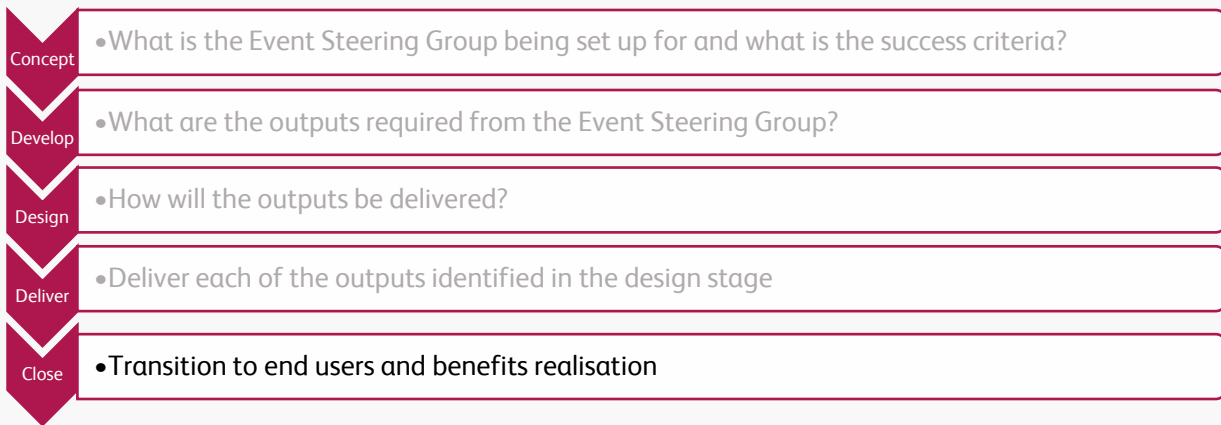 Concept
•What is the Event Steering Group being set up for and what is the success criteria?
Develop
•What are the outputs required from the Event Steering Group?
Design
•How will the outputs be delivered?
Deliver
•Deliver each of the outputs identified in the design stage
Close
•Transition to end users and benefits realisation